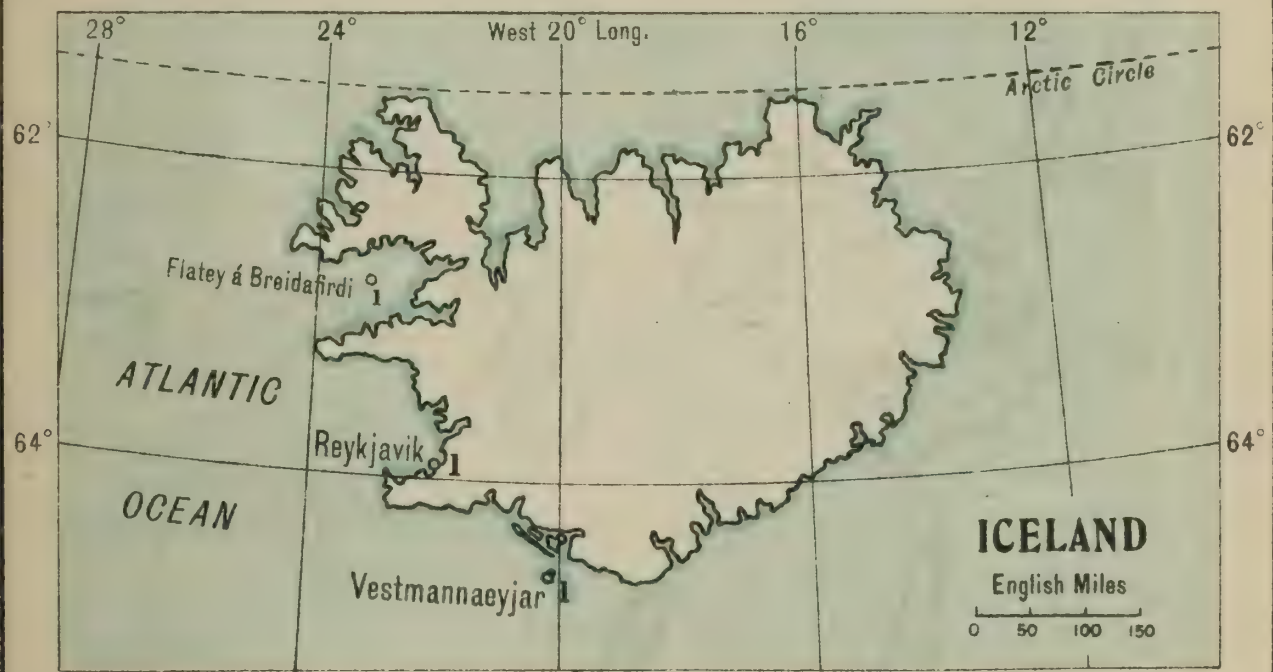 28° 24° West 20° Long. 16° 12°
Arctic Circle
62° 62°
Flatey á Breidafirdi 1
ATLANTIC
Reykjavik 1
64° 64°
OCEAN
ICELAND
English Miles
Vestmannaeyjar 1
0 50 100 150